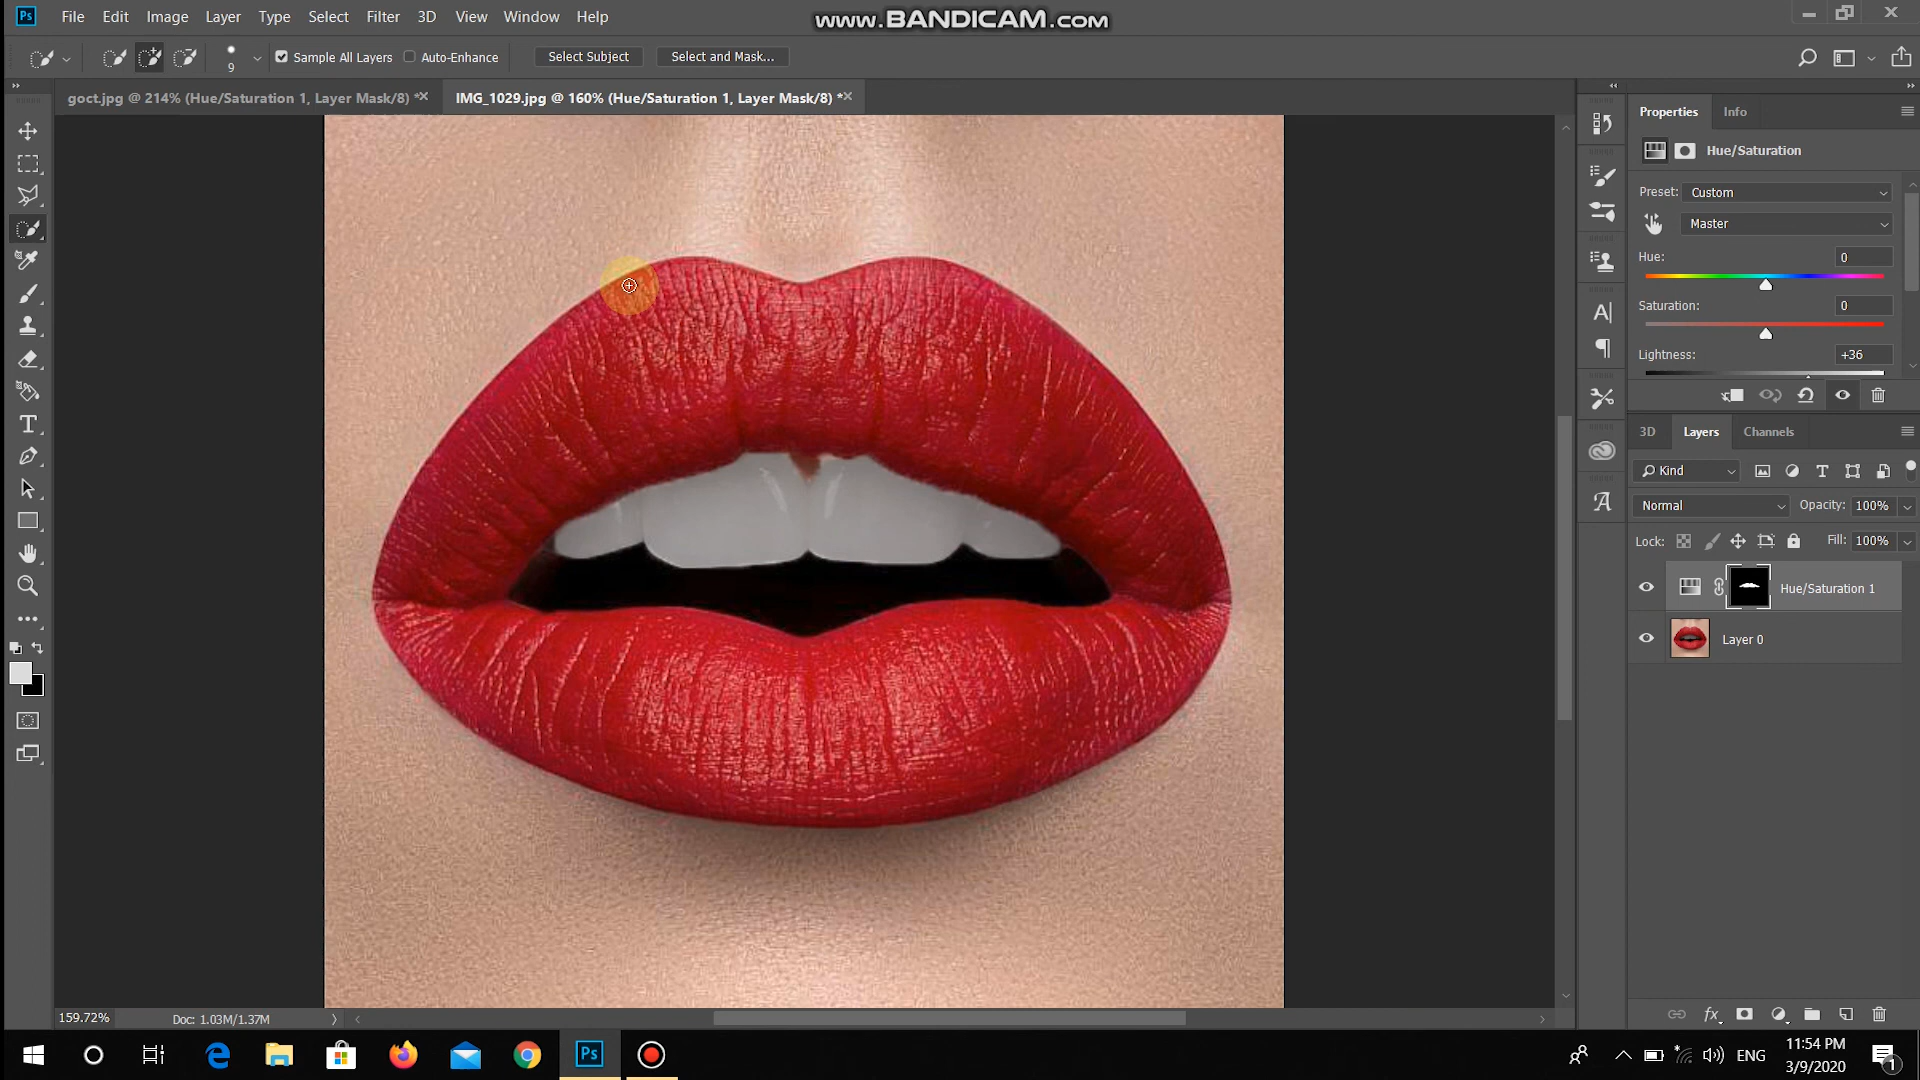 Ps File Edit Image Layer Type Select Filter 3D View Window Help
www.BANDICAM.com
9 Sample All Layers Auto-Enhance Select Subject Select and Mask...
goct.jpg @ 214% (Hue/Saturation 1, Layer Mask/8) *
IMG_1029.jpg @ 160% (Hue/Saturation 1, Layer Mask/8) *
Properties Info
Hue/Saturation
Preset: Custom
Master
Hue: 0
Saturation: 0
Lightness: +36
3D Layers Channels
Kind
Normal Opacity: 100%
Lock: Fill: 100%
Hue/Saturation 1
Layer 0
159.72% Doc: 1.03M/1.37M
Ps
ENG
11:54 PM
3/9/2020
1